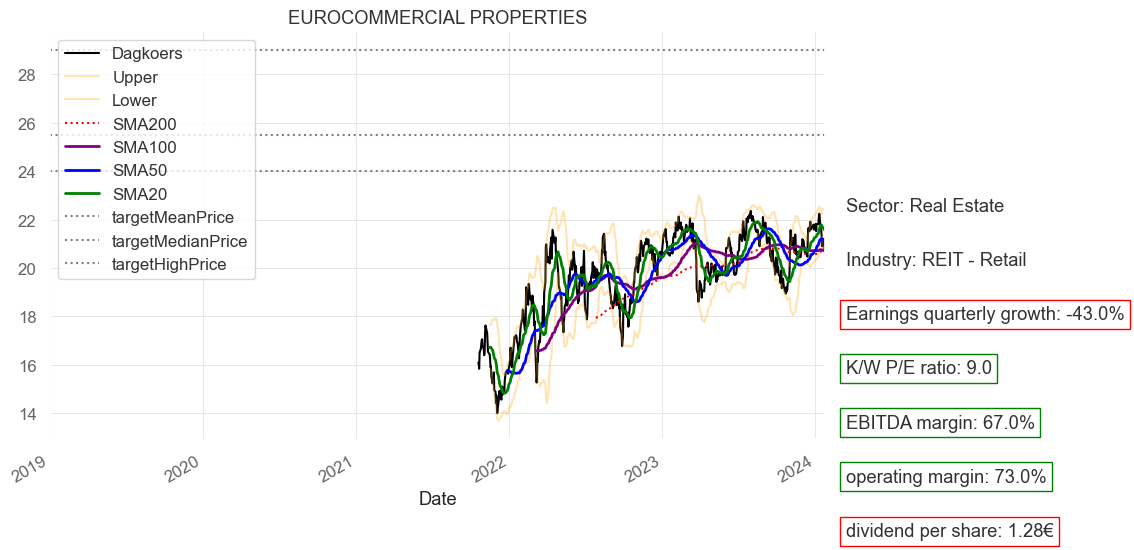 EUROCOMMERCIAL PROPERTIES
Dagkoers
Upper
Lower
SMA200
SMA100
SMA50
SMA20
targetMeanPrice
targetMedianPrice
targetHighPrice
28
26
24
22
20
18
16
14
2019
2020
2021
2022
2023
2024
Date
Sector: Real Estate
Industry: REIT - Retail
Earnings quarterly growth: -43.0%
K/W P/E ratio: 9.0
EBITDA margin: 67.0%
operating margin: 73.0%
dividend per share: 1.28€